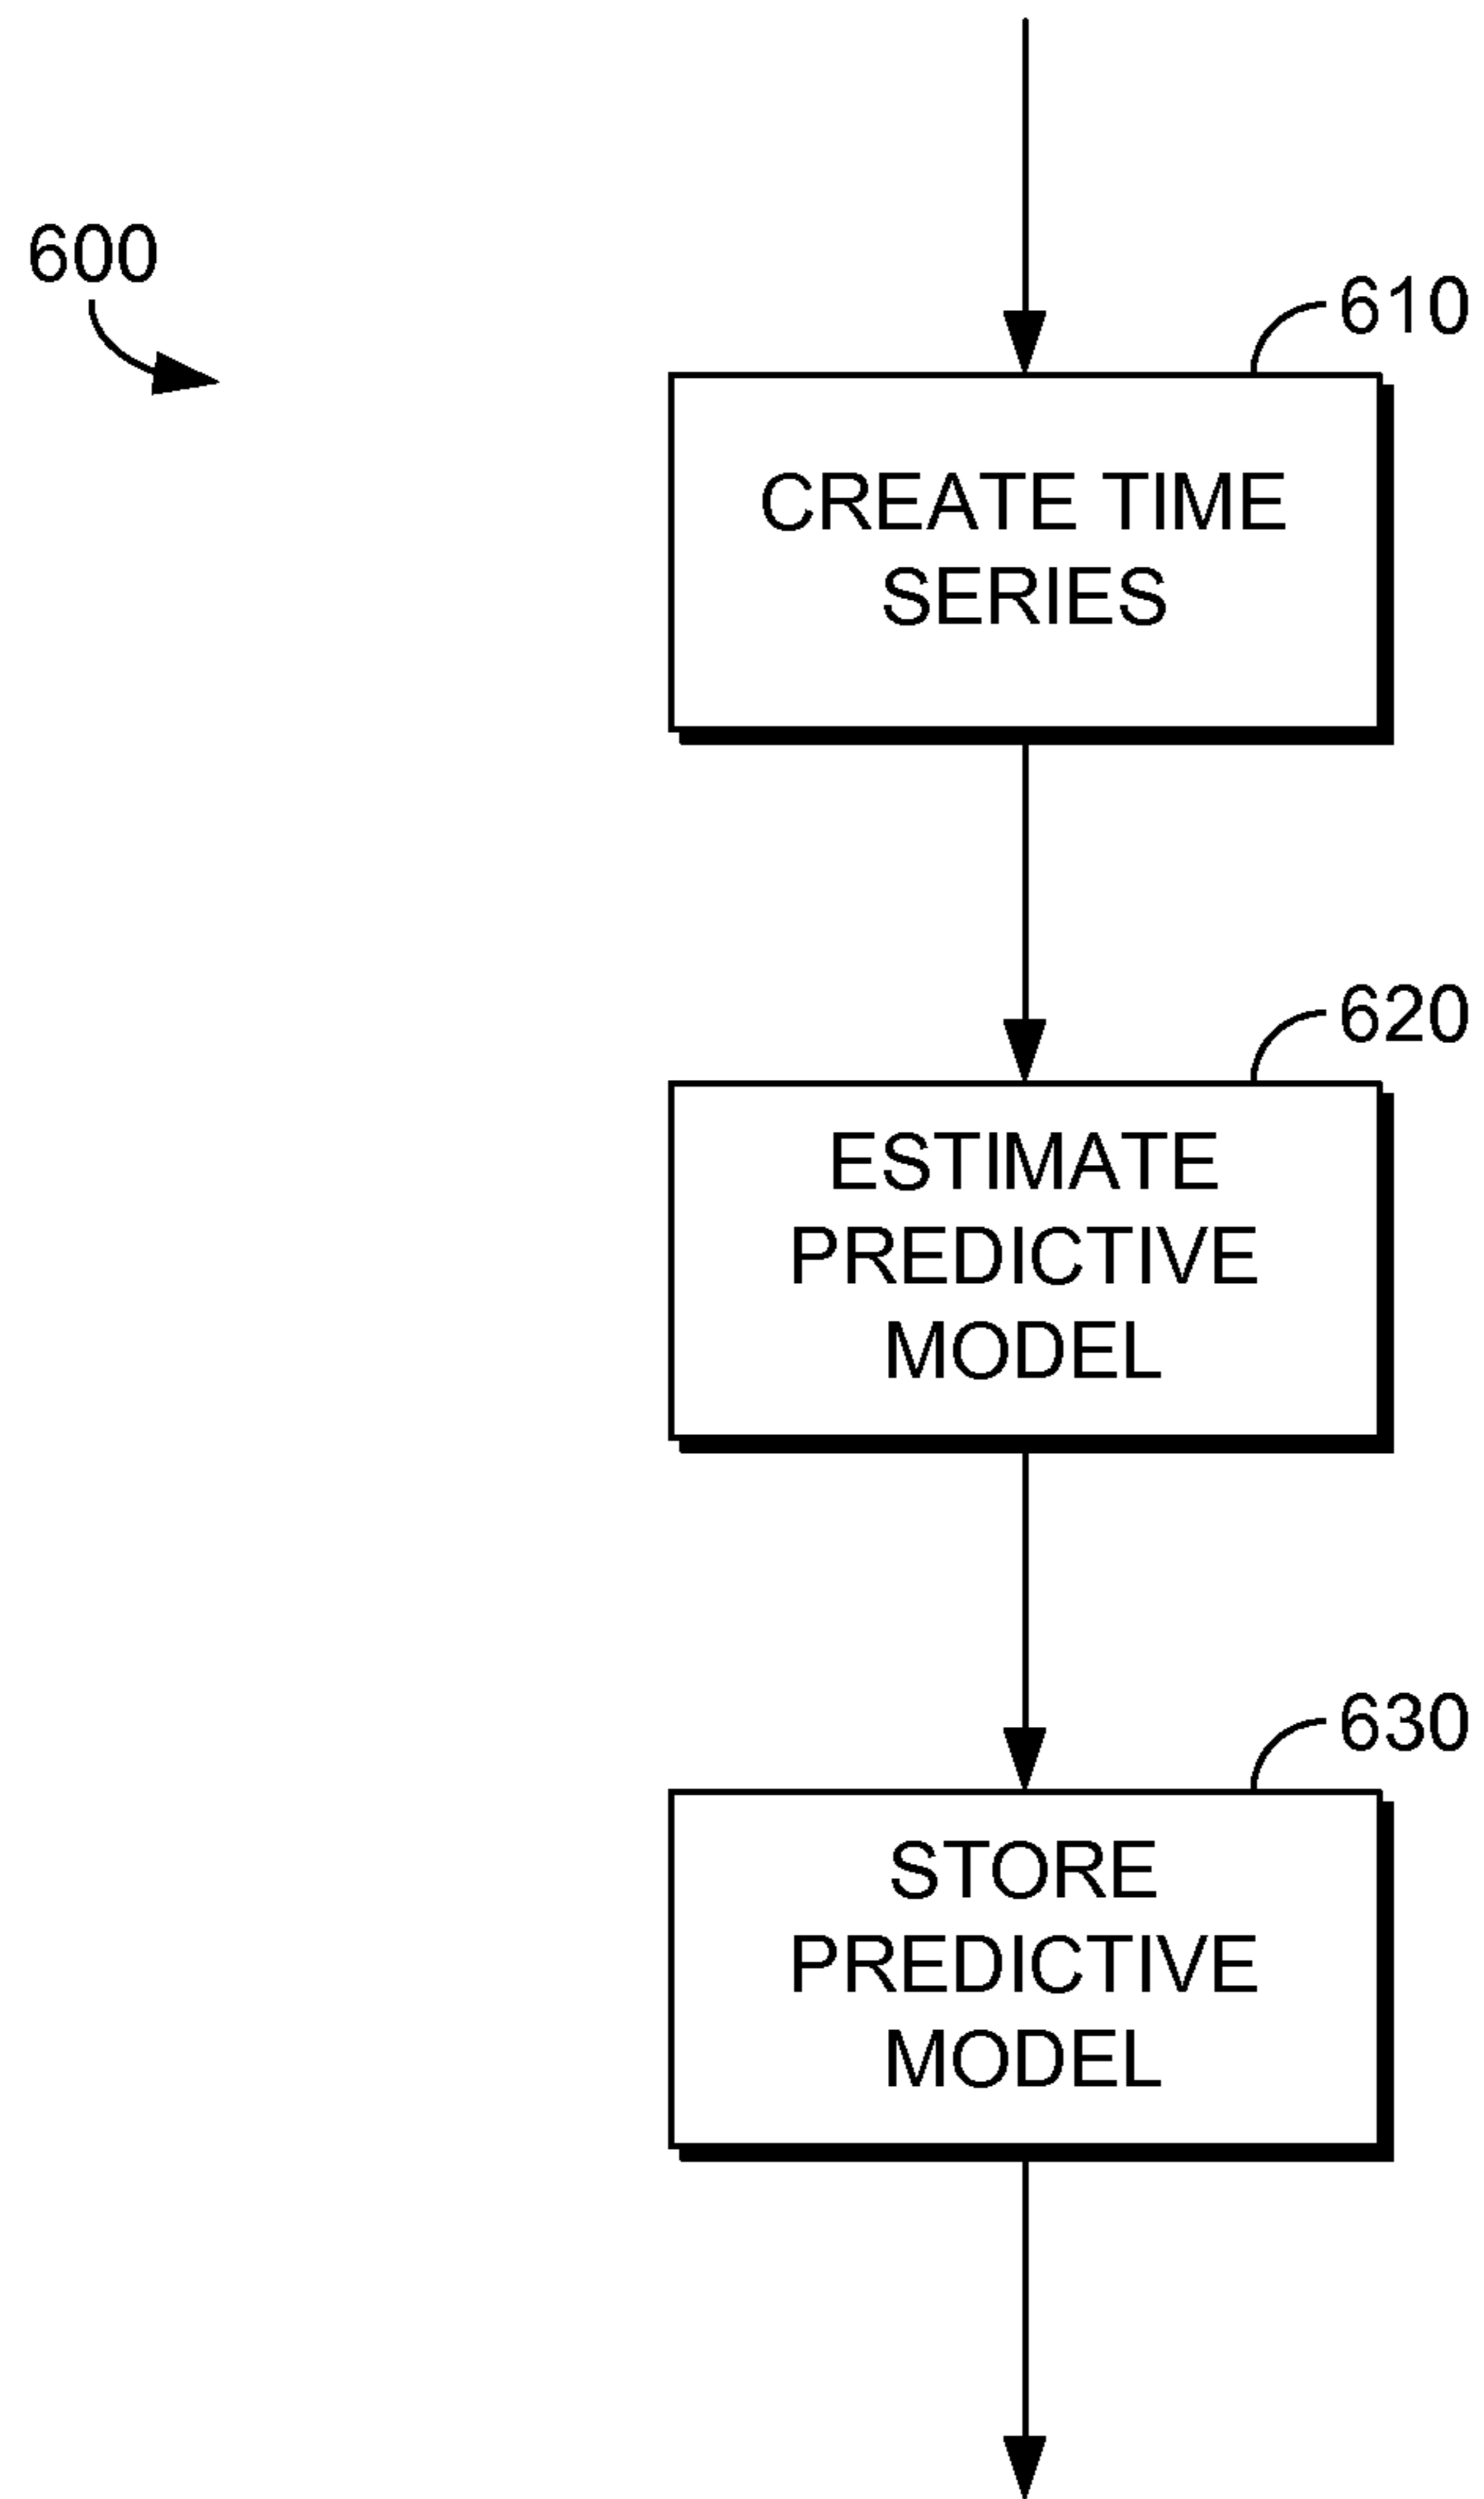 600
610
CREATE TIME
SERIES
620
ESTIMATE
PREDICTIVE
MODEL
630
STORE
PREDICTIVE
MODEL